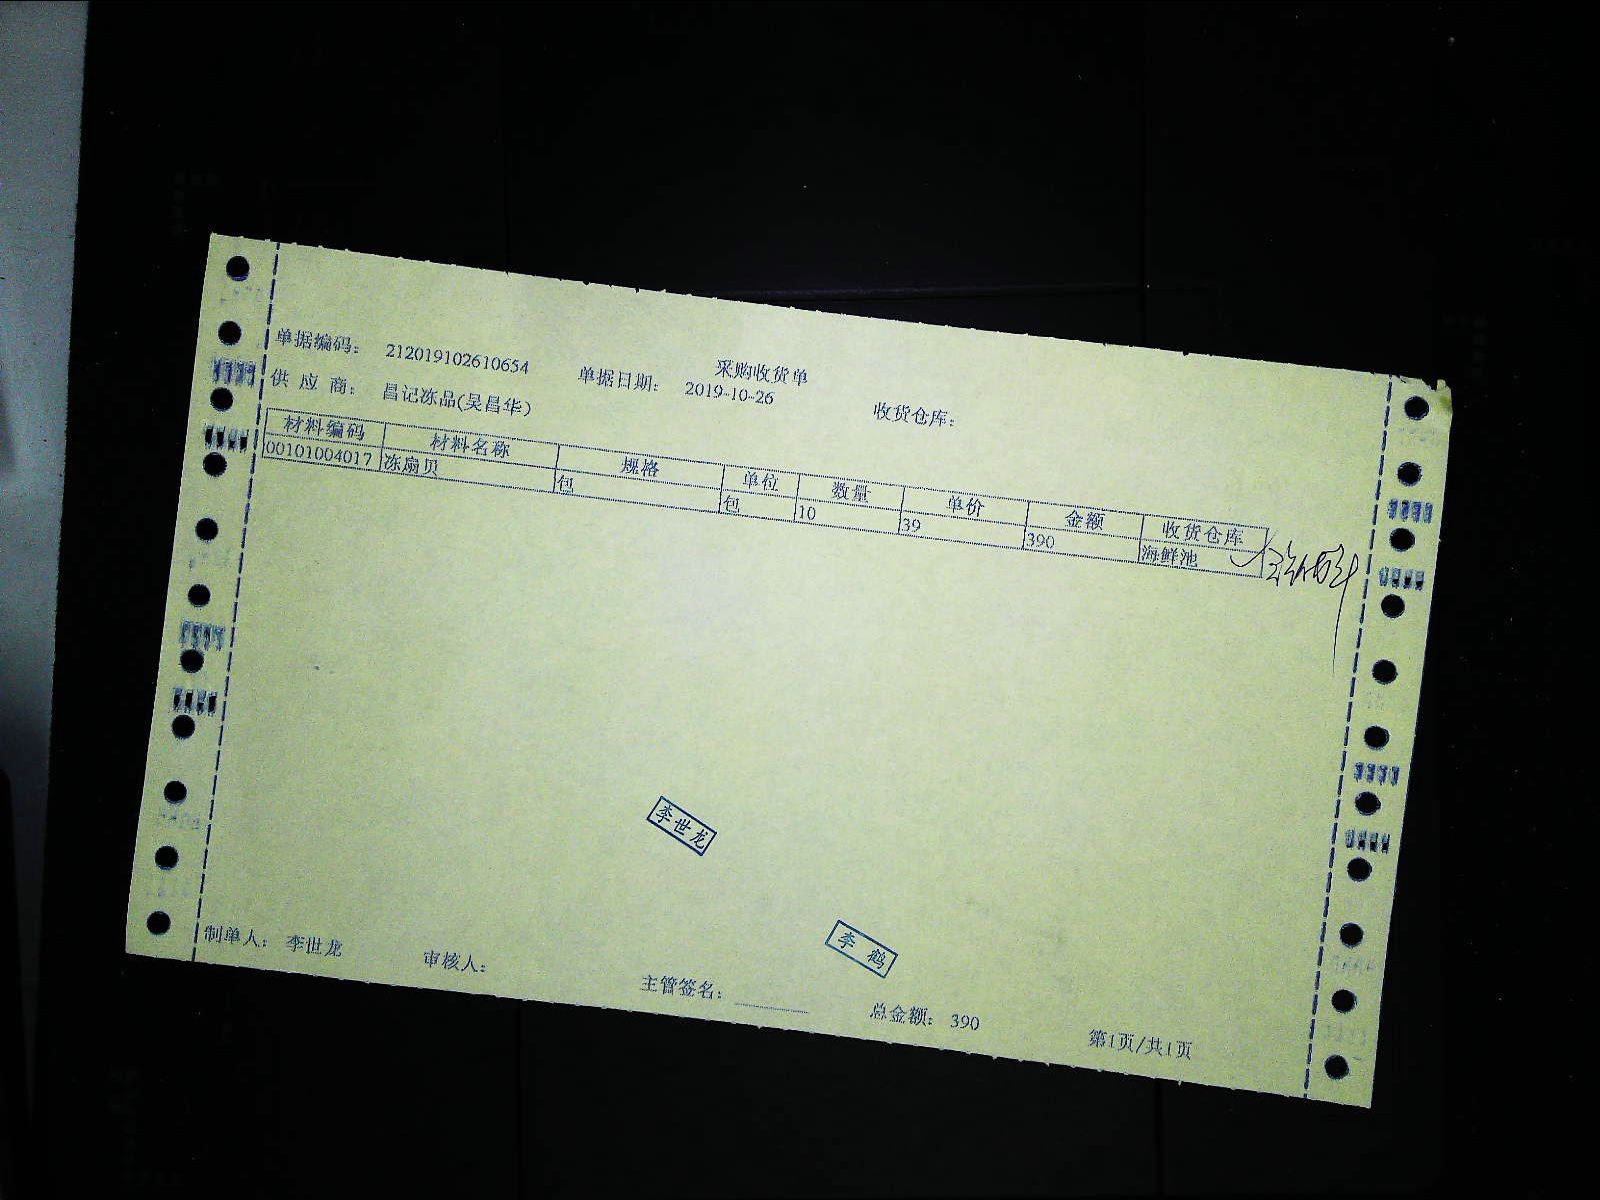 采购收货单
单据编码: 212019102610654 单据日期: 2019-10-26 收货仓库:
供 应 商: 昌记冻品(吴昌华)
材料编码 材料名称 规格 单位 数量 单价 金额 收货仓库
00101004017 冻扇贝 包 包 10 39 390 海鲜池
李世龙
李 鹤
制单人: 李世龙 审核人: 主管签名: 总金额: 390 第1页/共1页